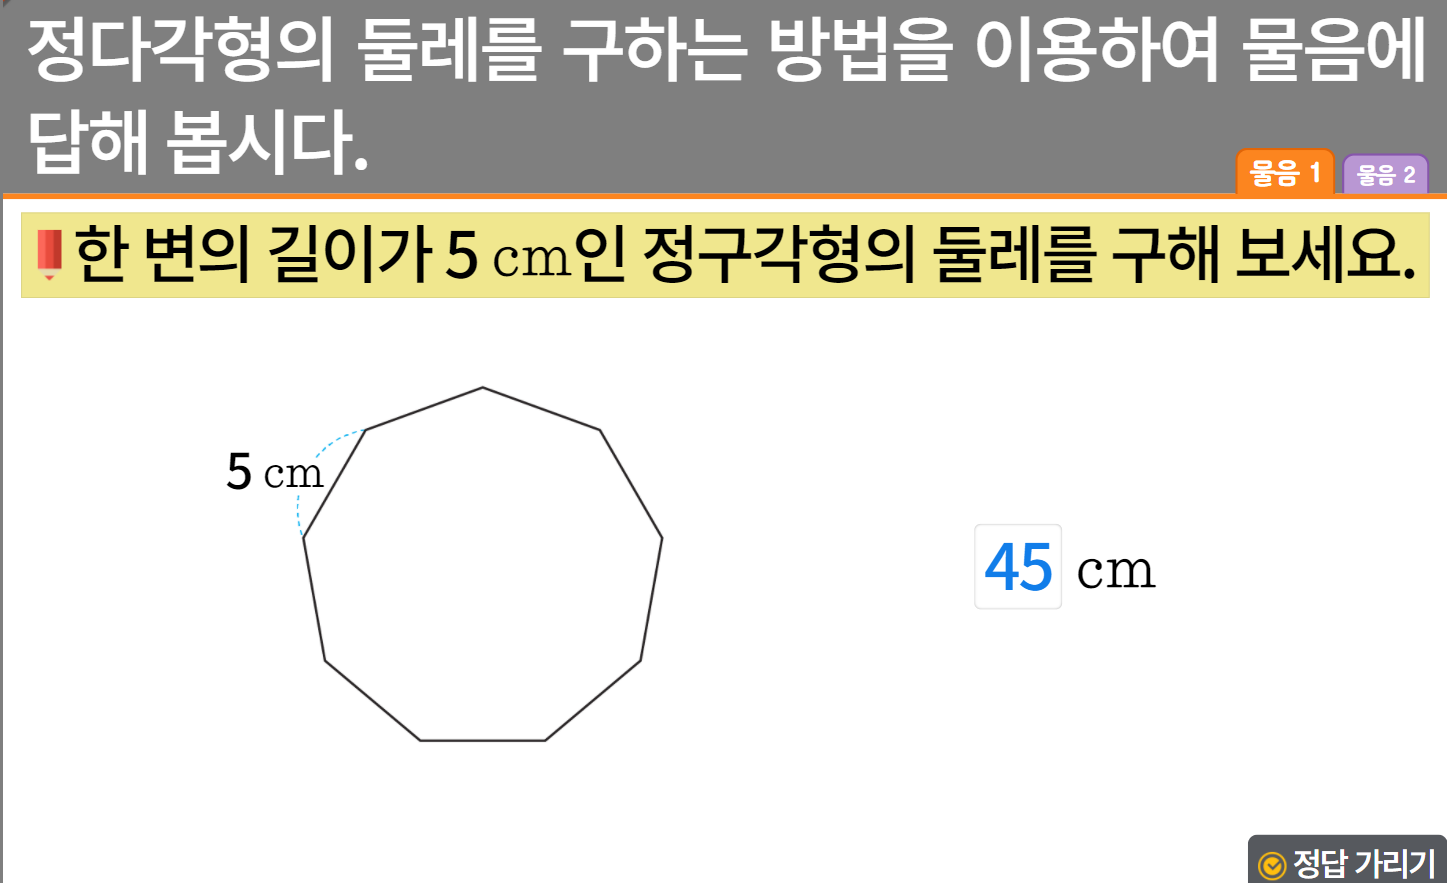 정다각형의 둘레를 구하는 방법을 이용하여 물음에
답해 봅시다.
물음 1
물음 2
한 변의 길이가 5 cm인 정구각형의 둘레를 구해 보세요.
5 cm
45 cm
정답 가리기